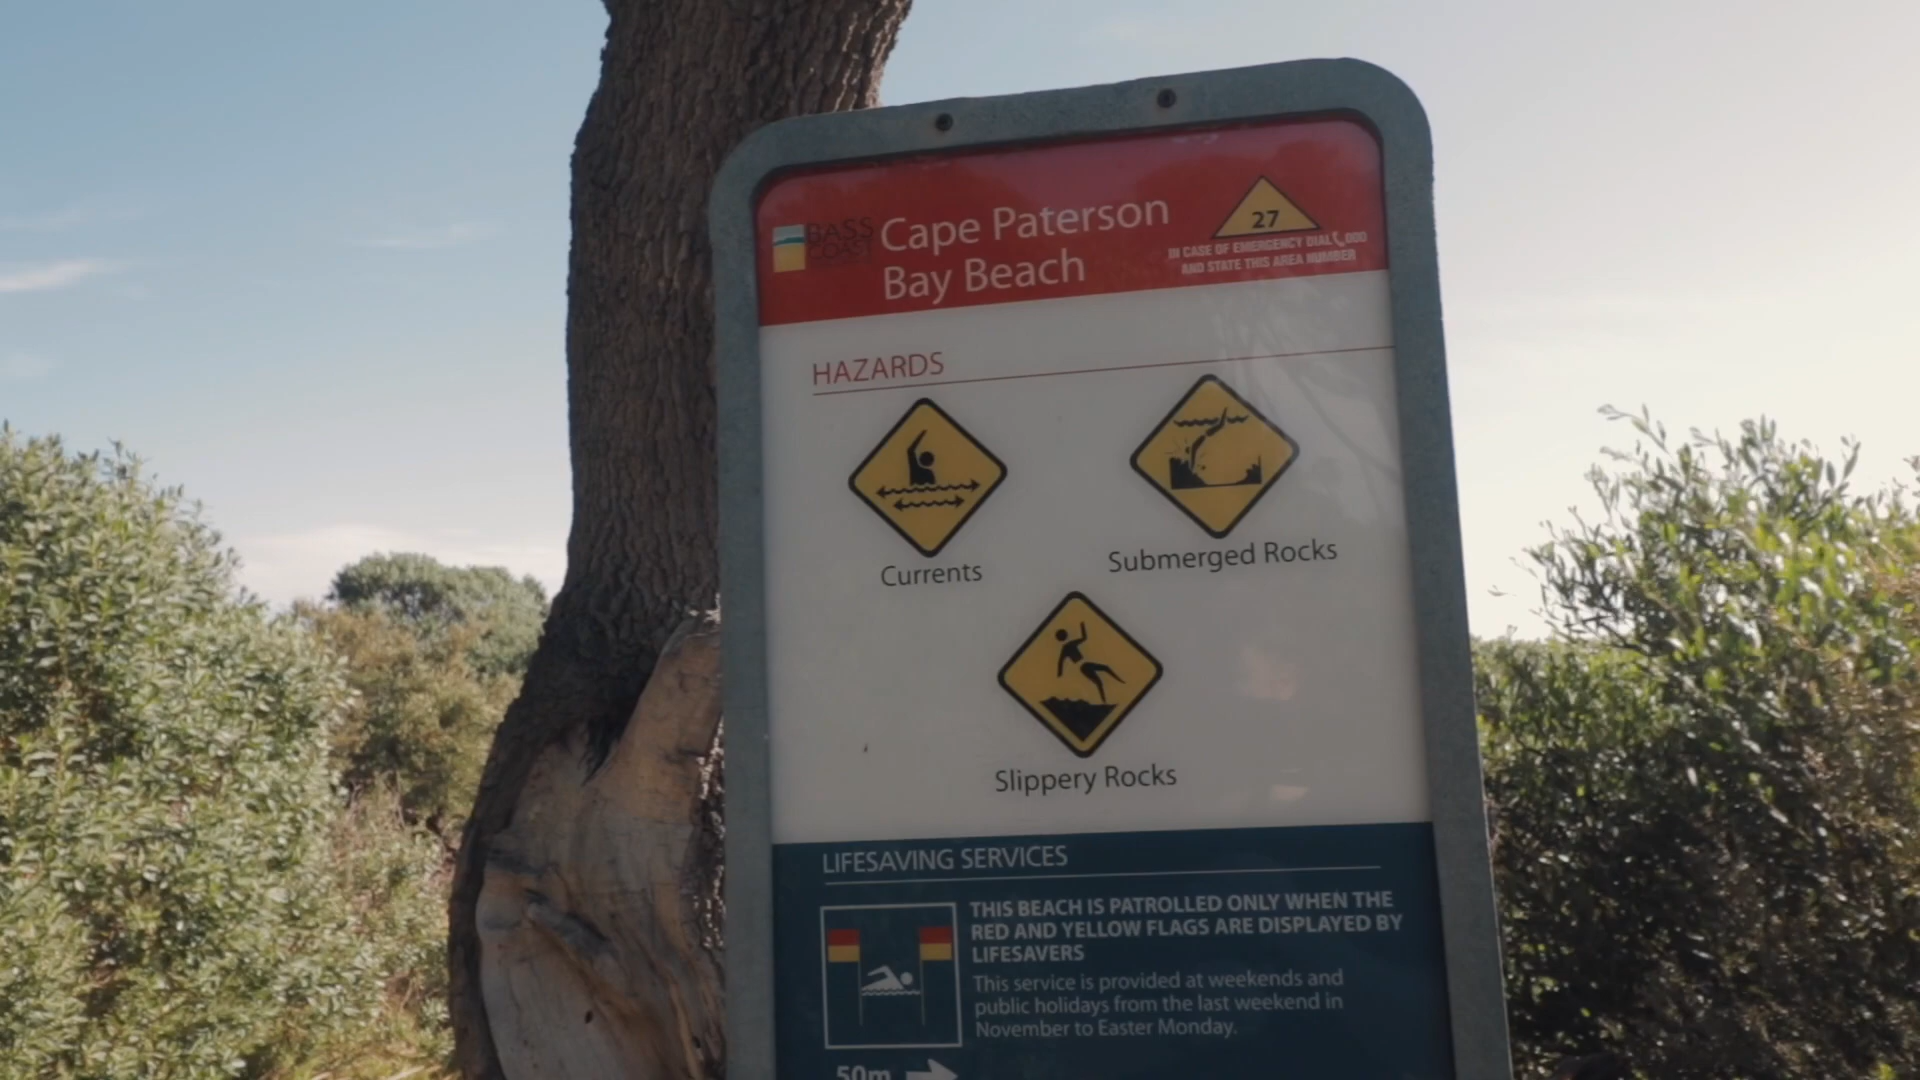 BASS
COAST
Cape Paterson
Bay Beach
27
IN CASE OF EMERGENCY DIAL 000
AND STATE THIS AREA NUMBER
HAZARDS
Currents
Submerged Rocks
Slippery Rocks
LIFESAVING SERVICES
THIS BEACH IS PATROLLED ONLY WHEN THE
RED AND YELLOW FLAGS ARE DISPLAYED BY
LIFESAVERS
This service is provided at weekends and
public holidays from the last weekend in
November to Easter Monday.
50m